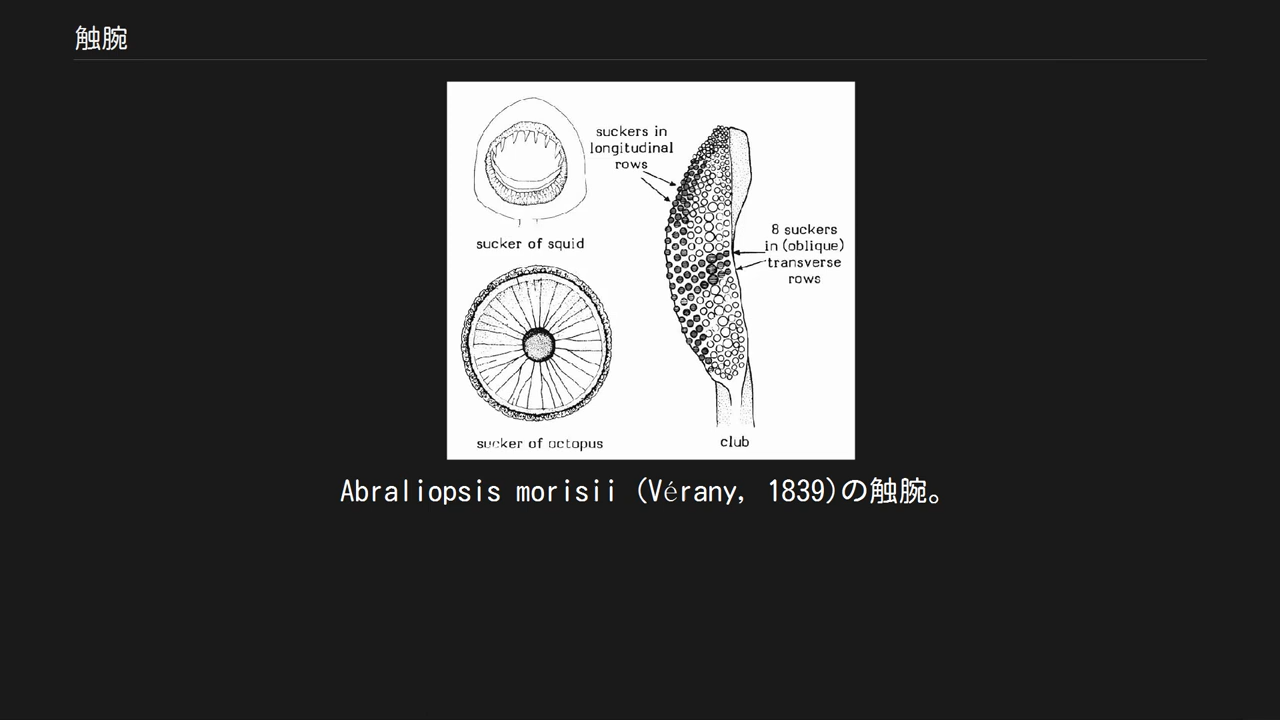 触腕
suckers in
longitudinal
rows
8 suckers
in (oblique)
transverse
rows
sucker of squid
sucker of octopus
club
Abraliopsis morisii (Vérany, 1839)の触腕。